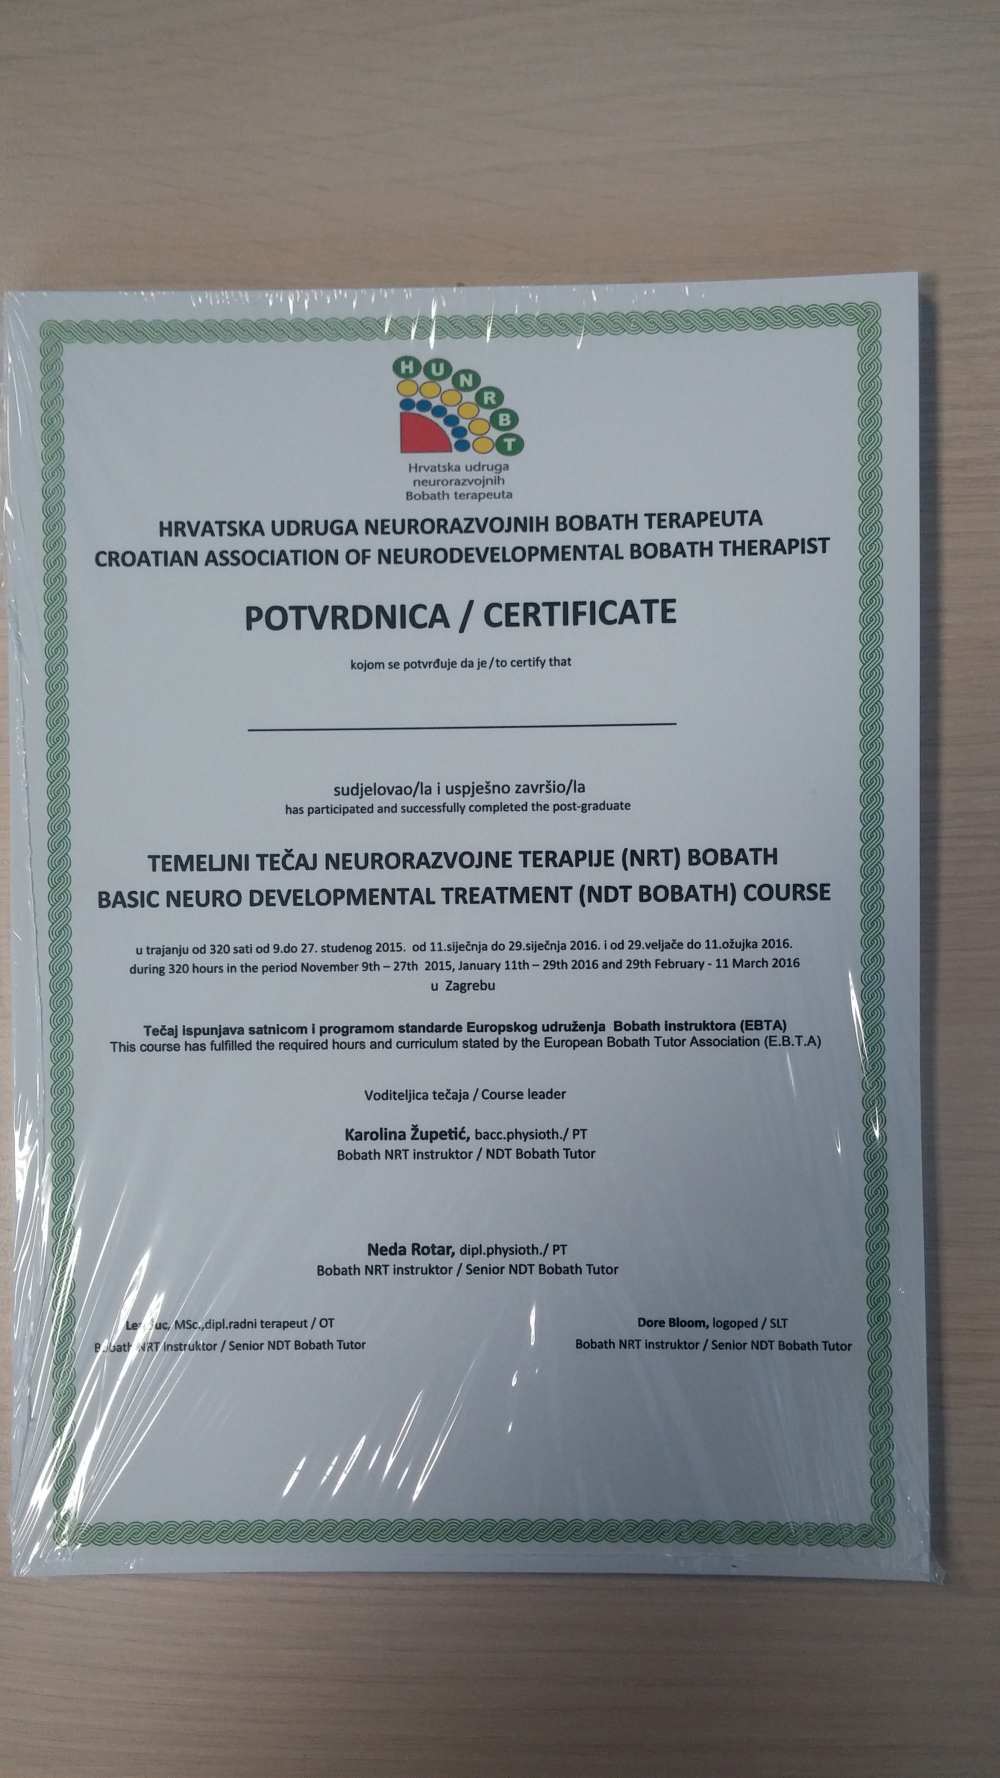 HUNRBT
Hrvatska udruga
neurorazvojnih
Bobath terapeuta
HRVATSKA UDRUGA NEURORAZVOJNIH BOBATH TERAPEUTA
CROATIAN ASSOCIATION OF NEURODEVELOPMENTAL BOBATH THERAPIST
POTVRDNICA / CERTIFICATE
kojom se potvrđuje da je/to certify that
sudjelovao/la i uspješno završio/la
has participated and successfully completed the post-graduate
TEMELJNI TEČAJ NEURORAZVOJNE TERAPIJE (NRT) BOBATH
BASIC NEURO DEVELOPMENTAL TREATMENT (NDT BOBATH) COURSE
u trajanju od 320 sati od 9.do 27. studenog 2015. od 11.siječnja do 29.siječnja 2016. i od 29.veljače do 11.ožujka 2016.
during 320 hours in the period November 9th – 27th 2015, January 11th – 29th 2016 and 29th February - 11 March 2016
u Zagrebu
Tečaj ispunjava satnicom i programom standarde Europskog udruženja Bobath instruktora (EBTA)
This course has fulfilled the required hours and curriculum stated by the European Bobath Tutor Association (E.B.T.A)
Voditeljica tečaja / Course leader
Karolina Župetić, bacc.physioth./ PT
Bobath NRT instruktor / NDT Bobath Tutor
Neda Rotar, dipl.physioth./ PT
Bobath NRT instruktor / Senior NDT Bobath Tutor
MSc.,dipl.radni terapeut / OT
Bobath NRT instruktor / Senior NDT Bobath Tutor
Dore Bloom, logoped / SLT
Bobath NRT instruktor / Senior NDT Bobath Tutor